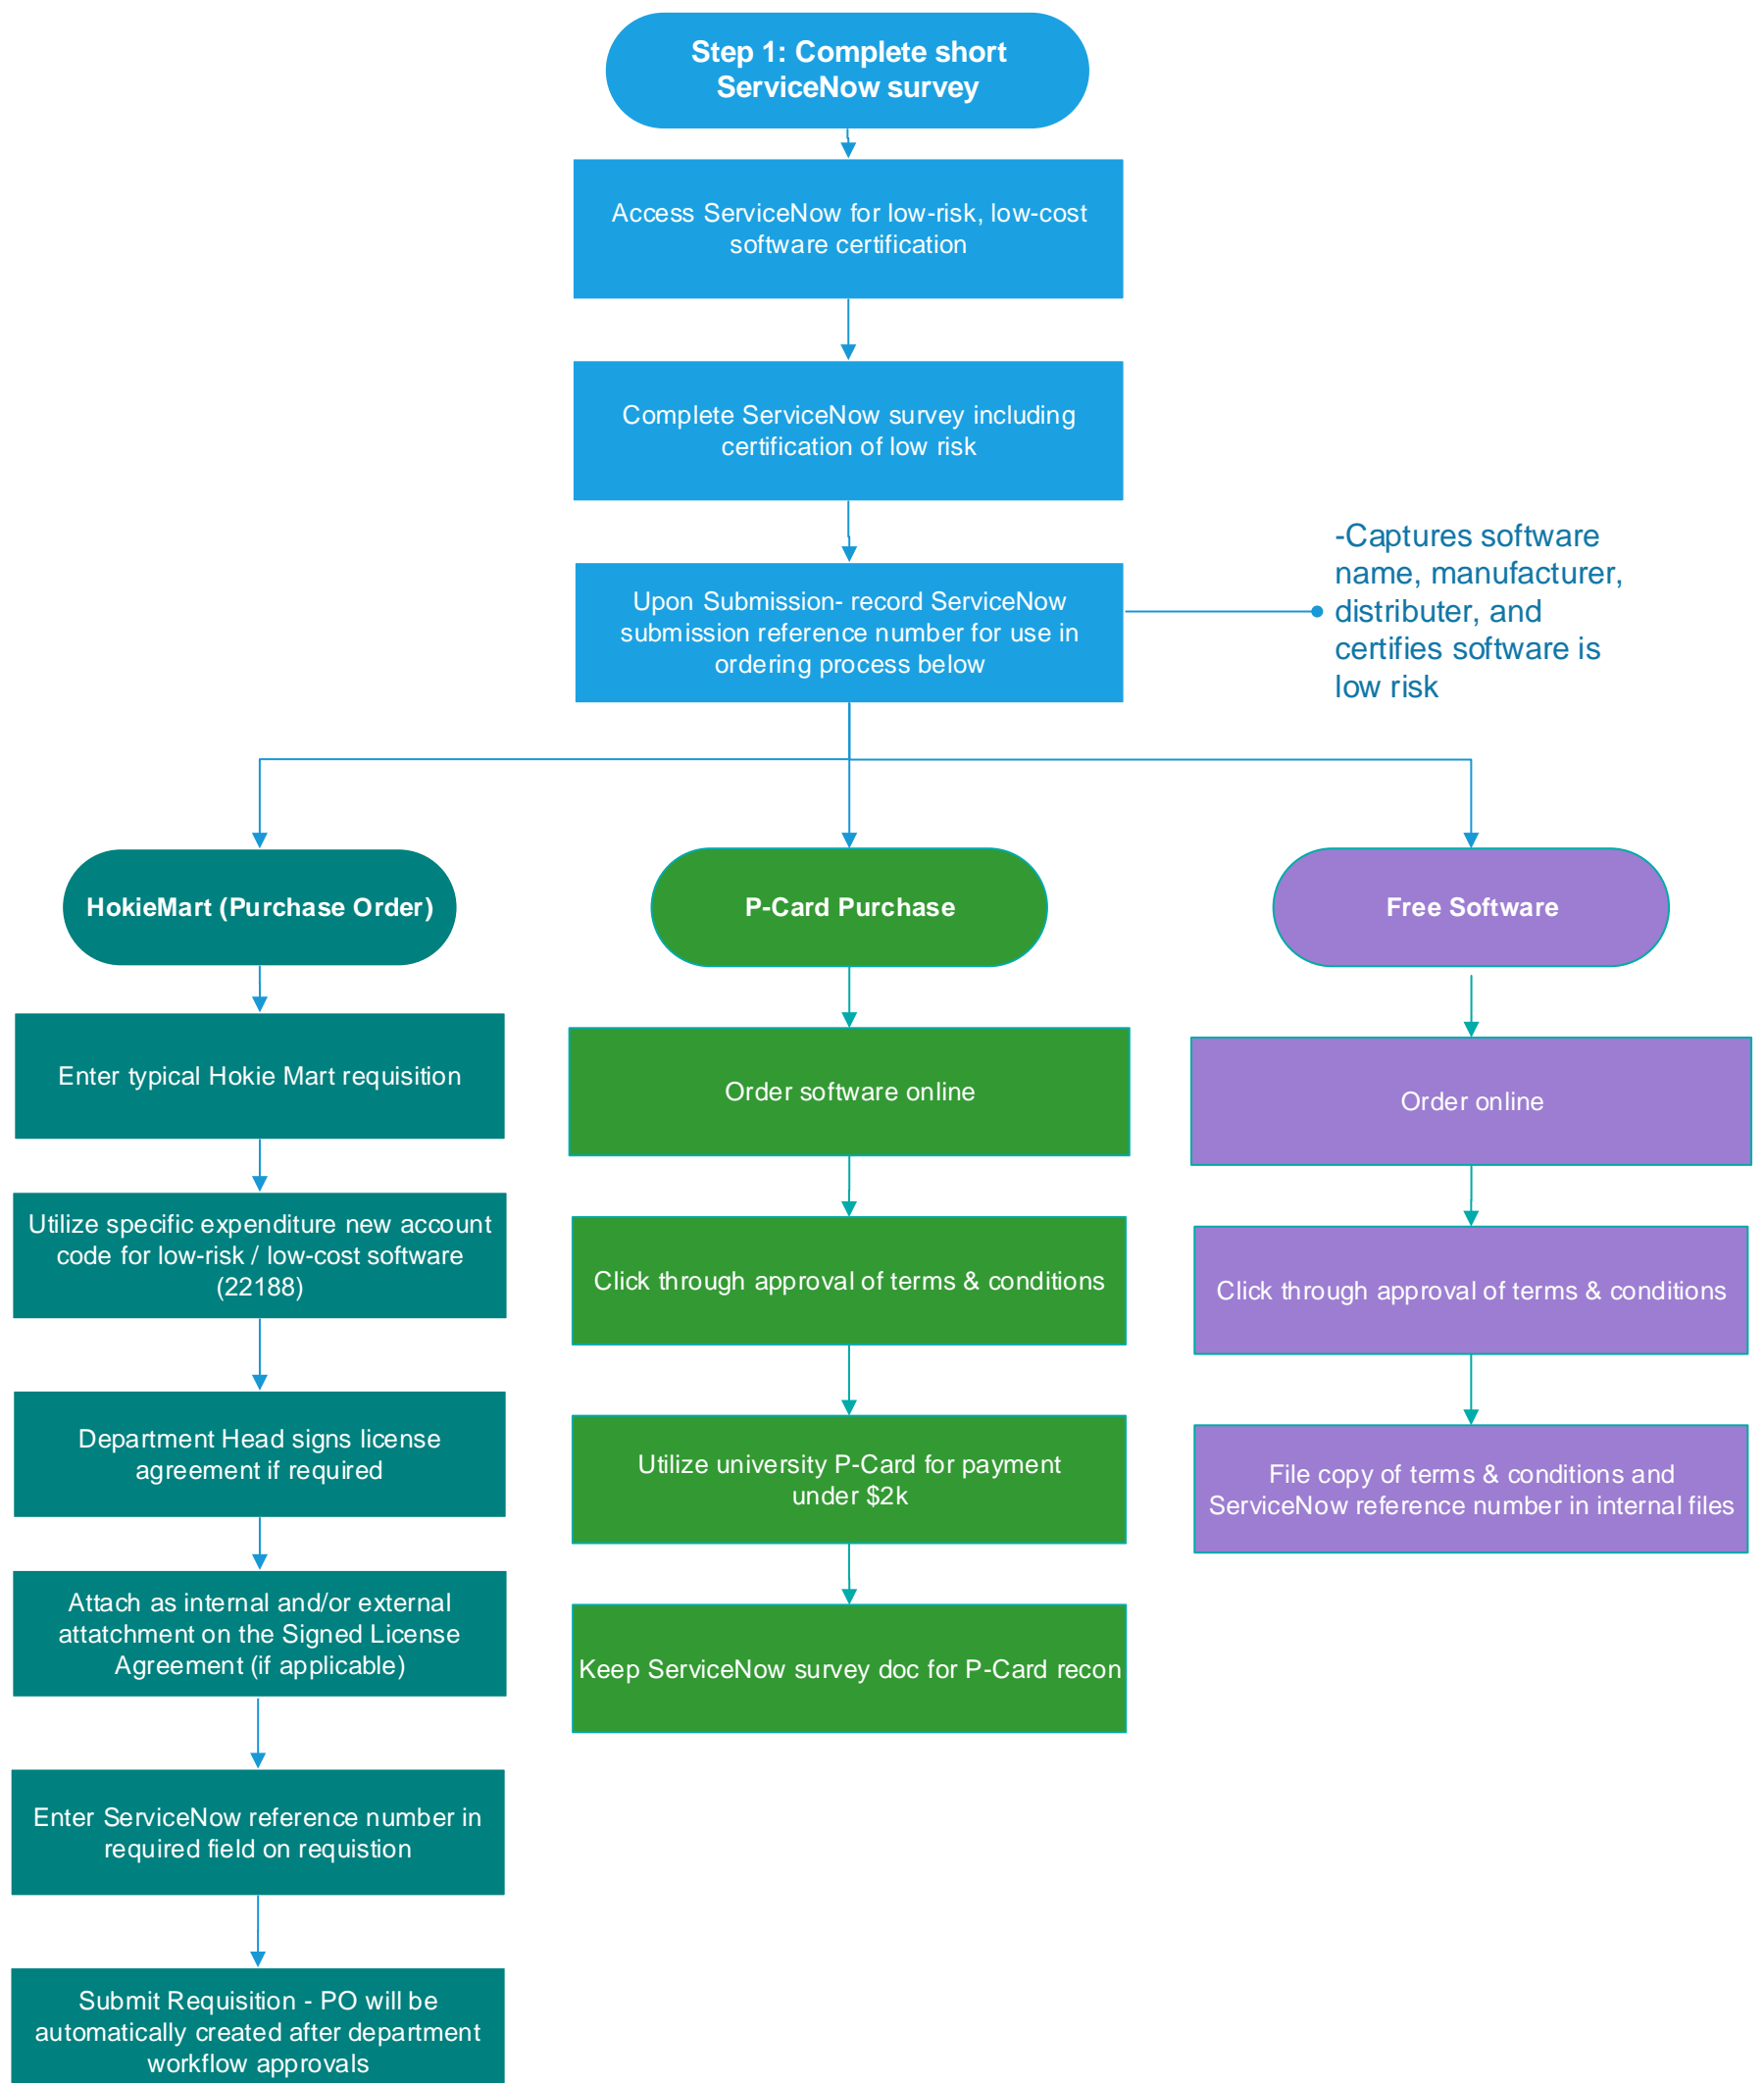 Step 1: Complete short
ServiceNow survey
Access ServiceNow for low-risk, low-cost
software certification
Complete ServiceNow survey including
certification of low risk
Upon Submission- record ServiceNow
submission reference number for use in
ordering process below
-Captures software
name, manufacturer,
distributer, and
certifies software is
low risk
HokieMart (Purchase Order)
Enter typical Hokie Mart requisition
Utilize specific expenditure new account
code for low-risk / low-cost software
(22188)
Department Head signs license
agreement if required
Attach as internal and/or external
attatchment on the Signed License
Agreement (if applicable)
Enter ServiceNow reference number in
required field on requistion
Submit Requisition - PO will be
automatically created after department
workflow approvals
P-Card Purchase
Order software online
Click through approval of terms & conditions
Utilize university P-Card for payment
under $2k
Keep ServiceNow survey doc for P-Card recon
Free Software
Order online
Click through approval of terms & conditions
File copy of terms & conditions and
ServiceNow reference number in internal files